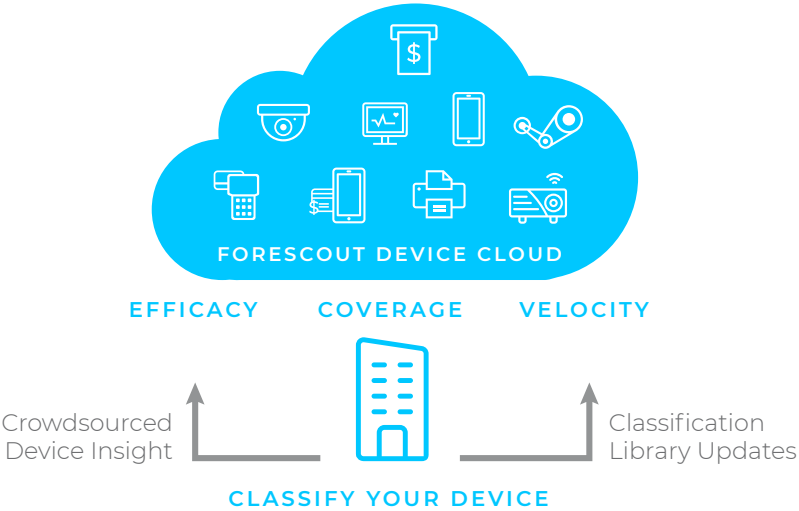 $
$
FORESCOUT DEVICE CLOUD
EFFICACY COVERAGE VELOCITY
Crowdsourced
Device Insight
Classification
Library Updates
CLASSIFY YOUR DEVICE